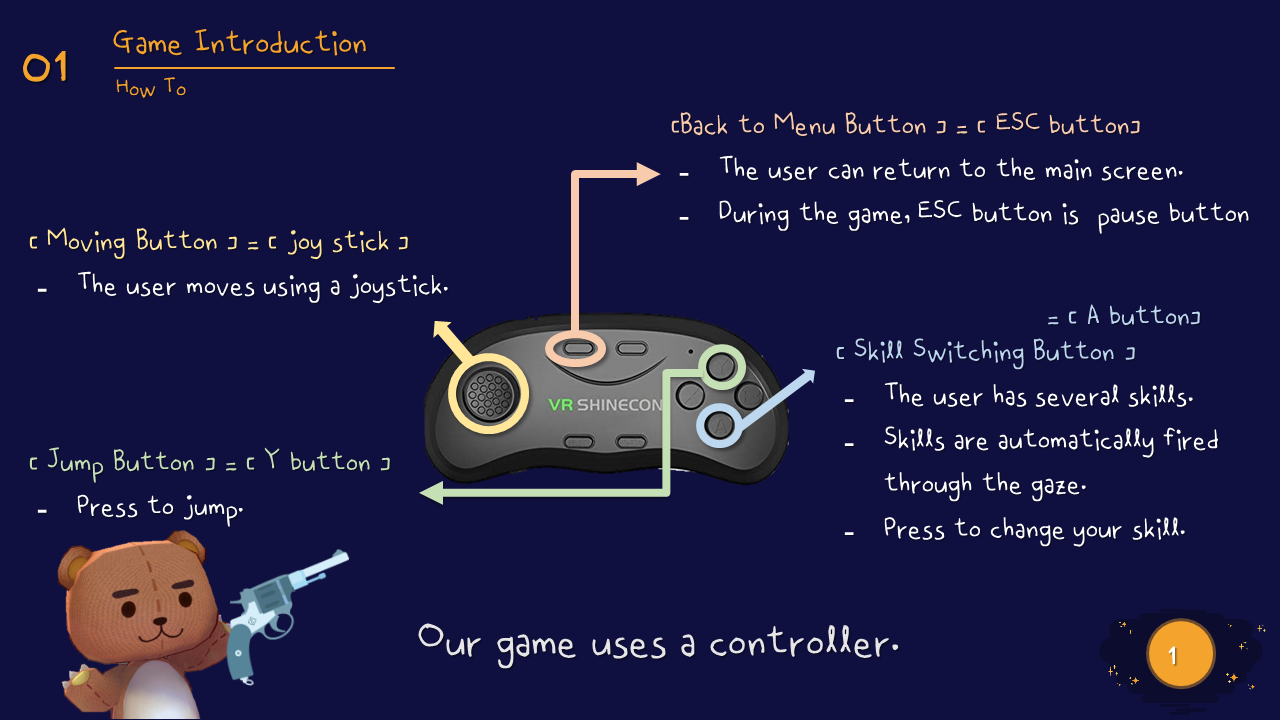 01
Game Introduction
How To
[Back to Menu Button ] = [ ESC button]
- The user can return to the main screen.
- During the game, ESC button is pause button
[ Moving Button ] = [ joy stick ]
- The user moves using a joystick.
= [ A button]
[ Skill Switching Button ]
- The user has several skills.
- Skills are automatically fired
through the gaze.
- Press to change your skill.
VR SHINECON
Y
A
[ Jump Button ] = [ Y button ]
- Press to jump.
Our game uses a controller.
1